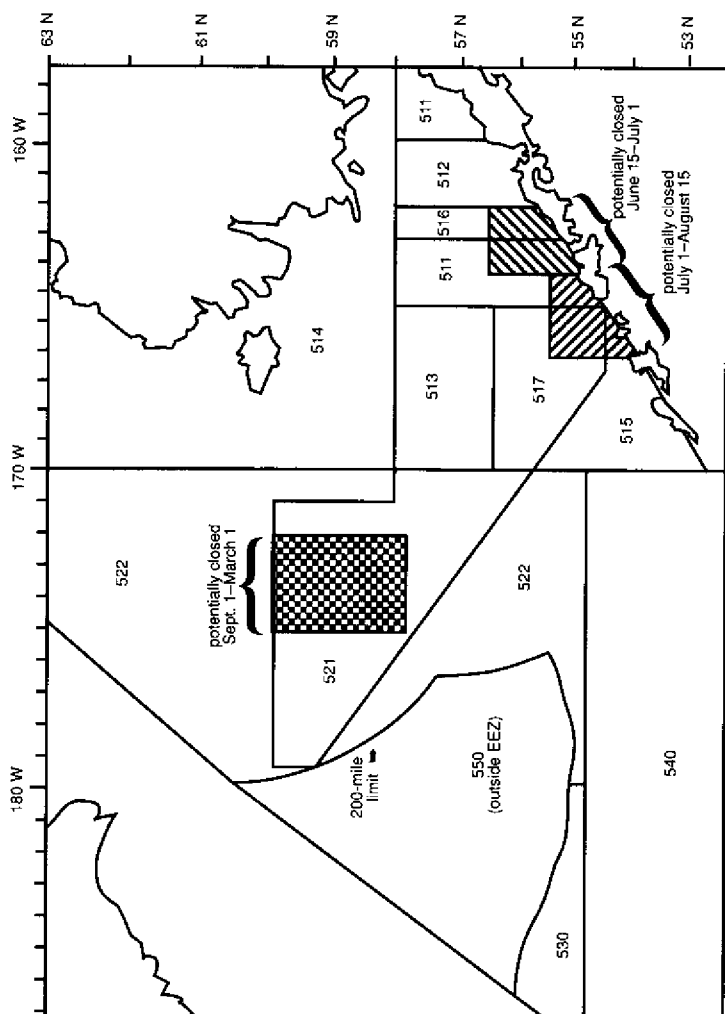 180 W
170 W
160 W
63 N
522
61 N
potentially closed
Sept. 1–March 1
514
521
59 N
200-mile
limit
513
511
516
512
511
57 N
550
(outside EEZ)
522
517
530
55 N
515
potentially closed
June 15–July 1
potentially closed
July 1–August 15
540
53 N